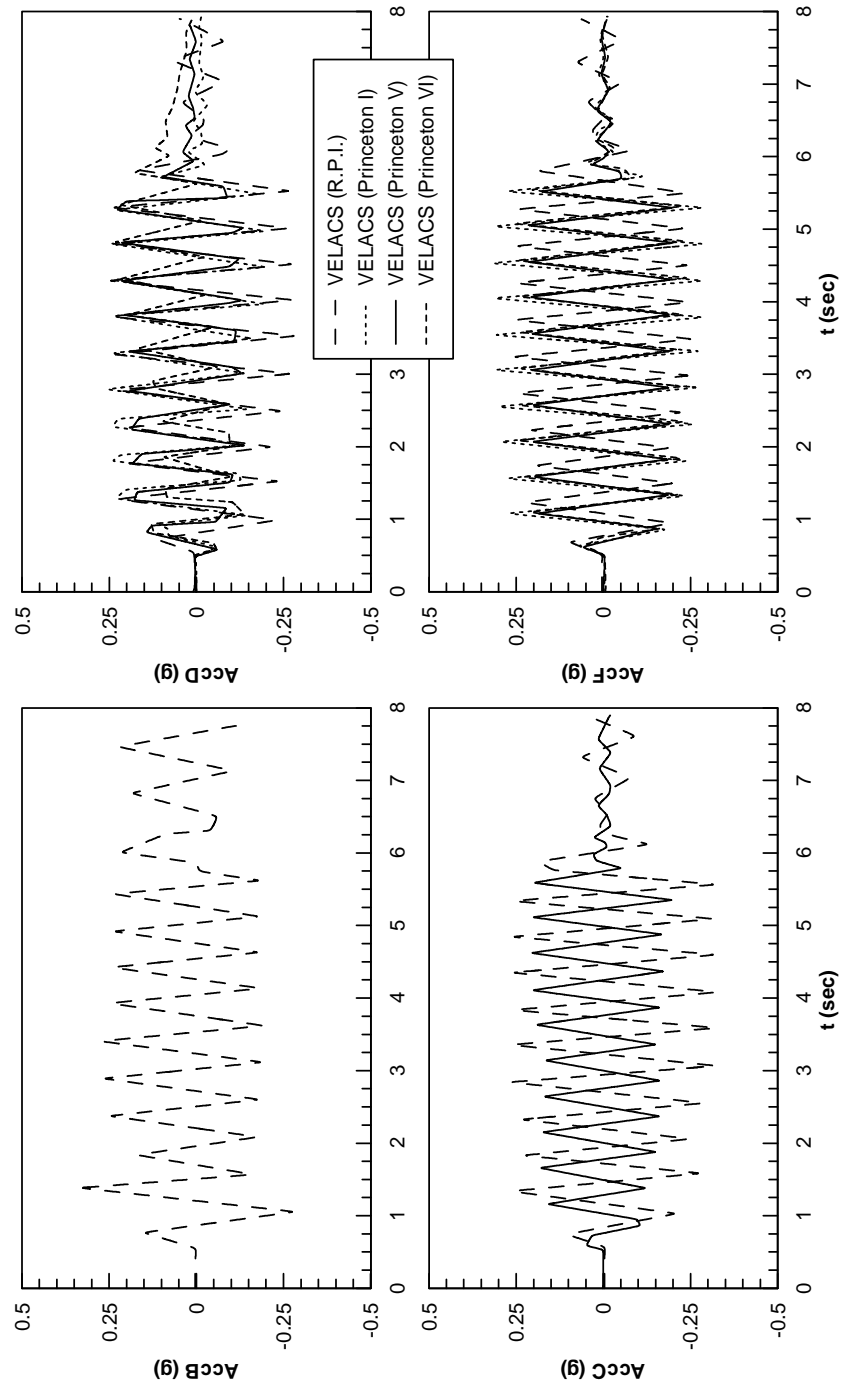 AccB (g)
0.5
0.25
0
-0.25
-0.5
0 1 2 3 4 5 6 7 8
AccD (g)
0.5
0.25
0
-0.25
-0.5
0 1 2 3 8
VELACS (R.P.I.)
VELACS (Princeton I)
VELACS (Princeton V)
VELACS (Princeton VI)
AccC (g)
0.5
0.25
0
-0.25
-0.5
0 1 2 3 4 5 6 7 8
t (sec)
AccF (g)
0.5
0.25
0
-0.25
-0.5
0 1 2 3 4 5 6 7 8
t (sec)